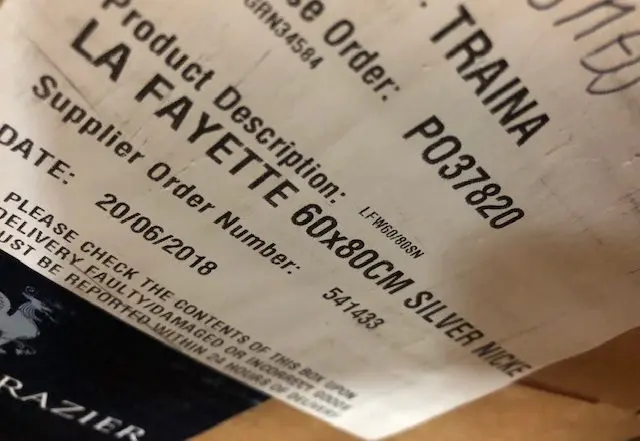 . TRAINA
se Order: PO37820
GRN34584
Product Description: LFW60/80SN
LA FAYETTE 60x80CM SILVER NICKE
Supplier Order Number: 541433
DATE: 20/06/2018
PLEASE CHECK THE CONTENTS OF THIS BOX UPON
DELIVERY. FAULTY/DAMAGED OR INCORRECT GOODS
MUST BE REPORTED WITHIN 24 HOURS OF DELIVERY
RAZIER